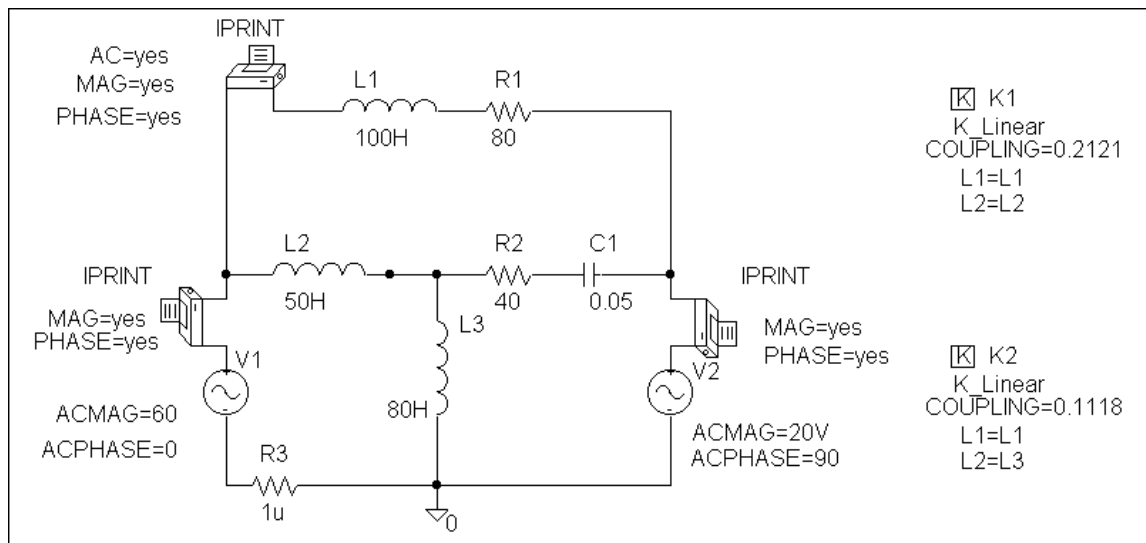 IPRINT
AC=yes
MAG=yes
PHASE=yes
L1
100H
R1
80
K K1
K_Linear
COUPLING=0.2121
L1=L1
L2=L2
IPRINT
MAG=yes
PHASE=yes
L2
50H
R2
40
C1
0.05
L3
80H
IPRINT
MAG=yes
PHASE=yes
V1
ACMAG=60
ACPHASE=0
V2
ACMAG=20V
ACPHASE=90
K K2
K_Linear
COUPLING=0.1118
L1=L1
L2=L3
R3
1u
0